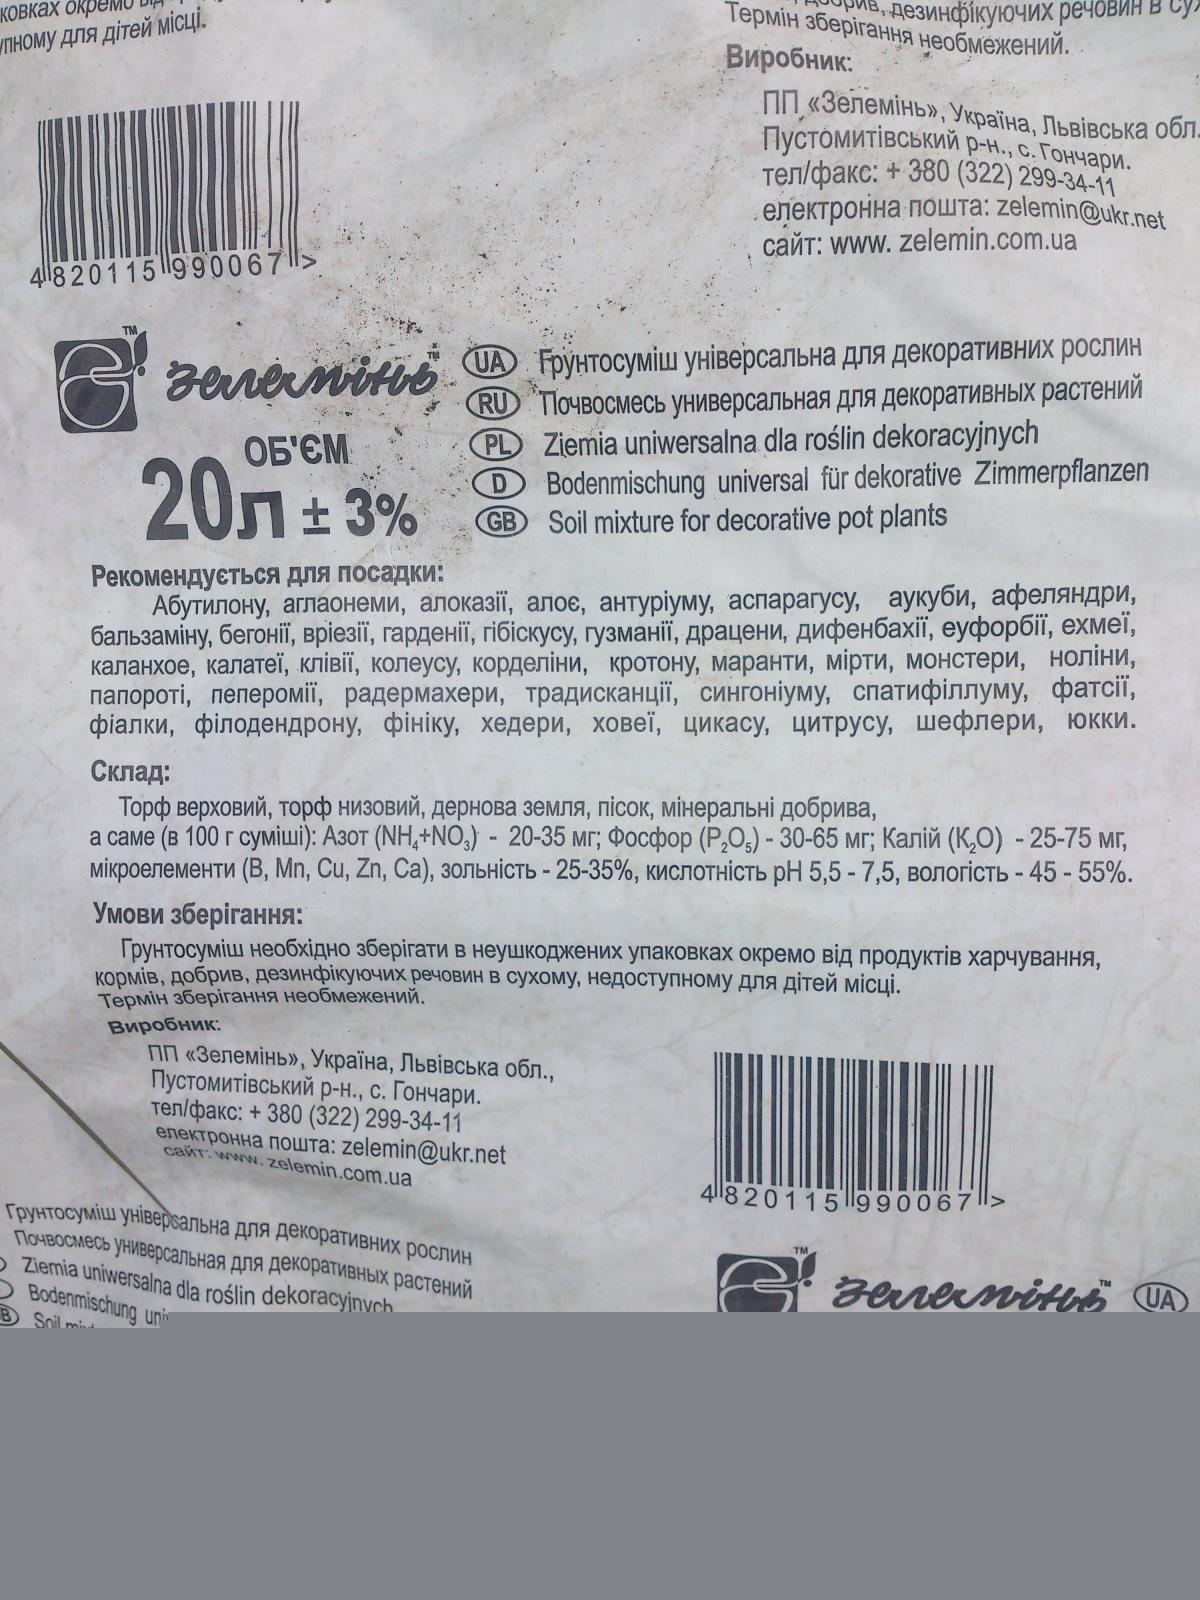 упному для дітей місці.
дезинфікуючих речовин в
Термін зберігання необмежений.
Виробник:
ПП «Зелемінь», Україна, Львівська обл.
Пустомитівський р-н., с. Гончари.
тел/факс: + 380 (322) 299-34-11
електронна пошта: zelemin@ukr.net
сайт: www. zelemin.com.ua
4 820115 990067 >
TM
зелемінь TM
ОБ'ЄМ
20л ± 3%
UA Ґрунтосуміш універсальна для декоративних рослин
RU Почвосмесь универсальная для декоративных растений
PL Ziemia uniwersalna dla roślin dekoracyjnych
D Bodenmischung universal für dekorative Zimmerpflanzen
GB Soil mixture for decorative pot plants
Рекомендується для посадки:
Абутилону, аглаонеми, алоказії, алоє, антуріуму, аспарагусу, аукуби, афеляндри,
бальзаміну, бегонії, врієзії, гарденії, гібіскусу, гузманії, драцени, дифенбахії, еуфорбії, ехмеї,
каланхое, калатеї, клівії, колеусу, корделіни, кротону, маранти, мірти, монстери, ноліни,
папороті, пеперомії, радермахери, традисканції, сингоніуму, спатифіллуму, фатсії,
фіалки, філодендрону, фініку, хедери, ховеї, цикасу, цитрусу, шефлери, юкки.
Склад:
Торф верховий, торф низовий, дернова земля, пісок, мінеральні добрива,
а саме (в 100 г суміші): Азот (NH₄+NO₃) - 20-35 мг; Фосфор (P₂O₅) - 30-65 мг; Калій (K₂O) - 25-75 мг,
мікроелементи (B, Mn, Cu, Zn, Ca), зольність - 25-35%, кислотність pH 5,5 - 7,5, вологість - 45 - 55%.
Умови зберігання:
Ґрунтосуміш необхідно зберігати в неушкоджених упаковках окремо від продуктів харчування,
кормів, добрив, дезинфікуючих речовин в сухому, недоступному для дітей місці.
Термін зберігання необмежений.
Виробник:
ПП «Зелемінь», Україна, Львівська обл.,
Пустомитівський р-н., с. Гончари.
тел/факс: + 380 (322) 299-34-11
електронна пошта: zelemin@ukr.net
сайт: www. zelemin.com.ua
4 820115 990067 >
Ґрунтосуміш універсальна для декоративних рослин
Почвосмесь универсальная для декоративных растений
Ziemia uniwersalna dla roślin dekoracyjnych
Bodenmischung
Soil
TM
зелемінь TM UA